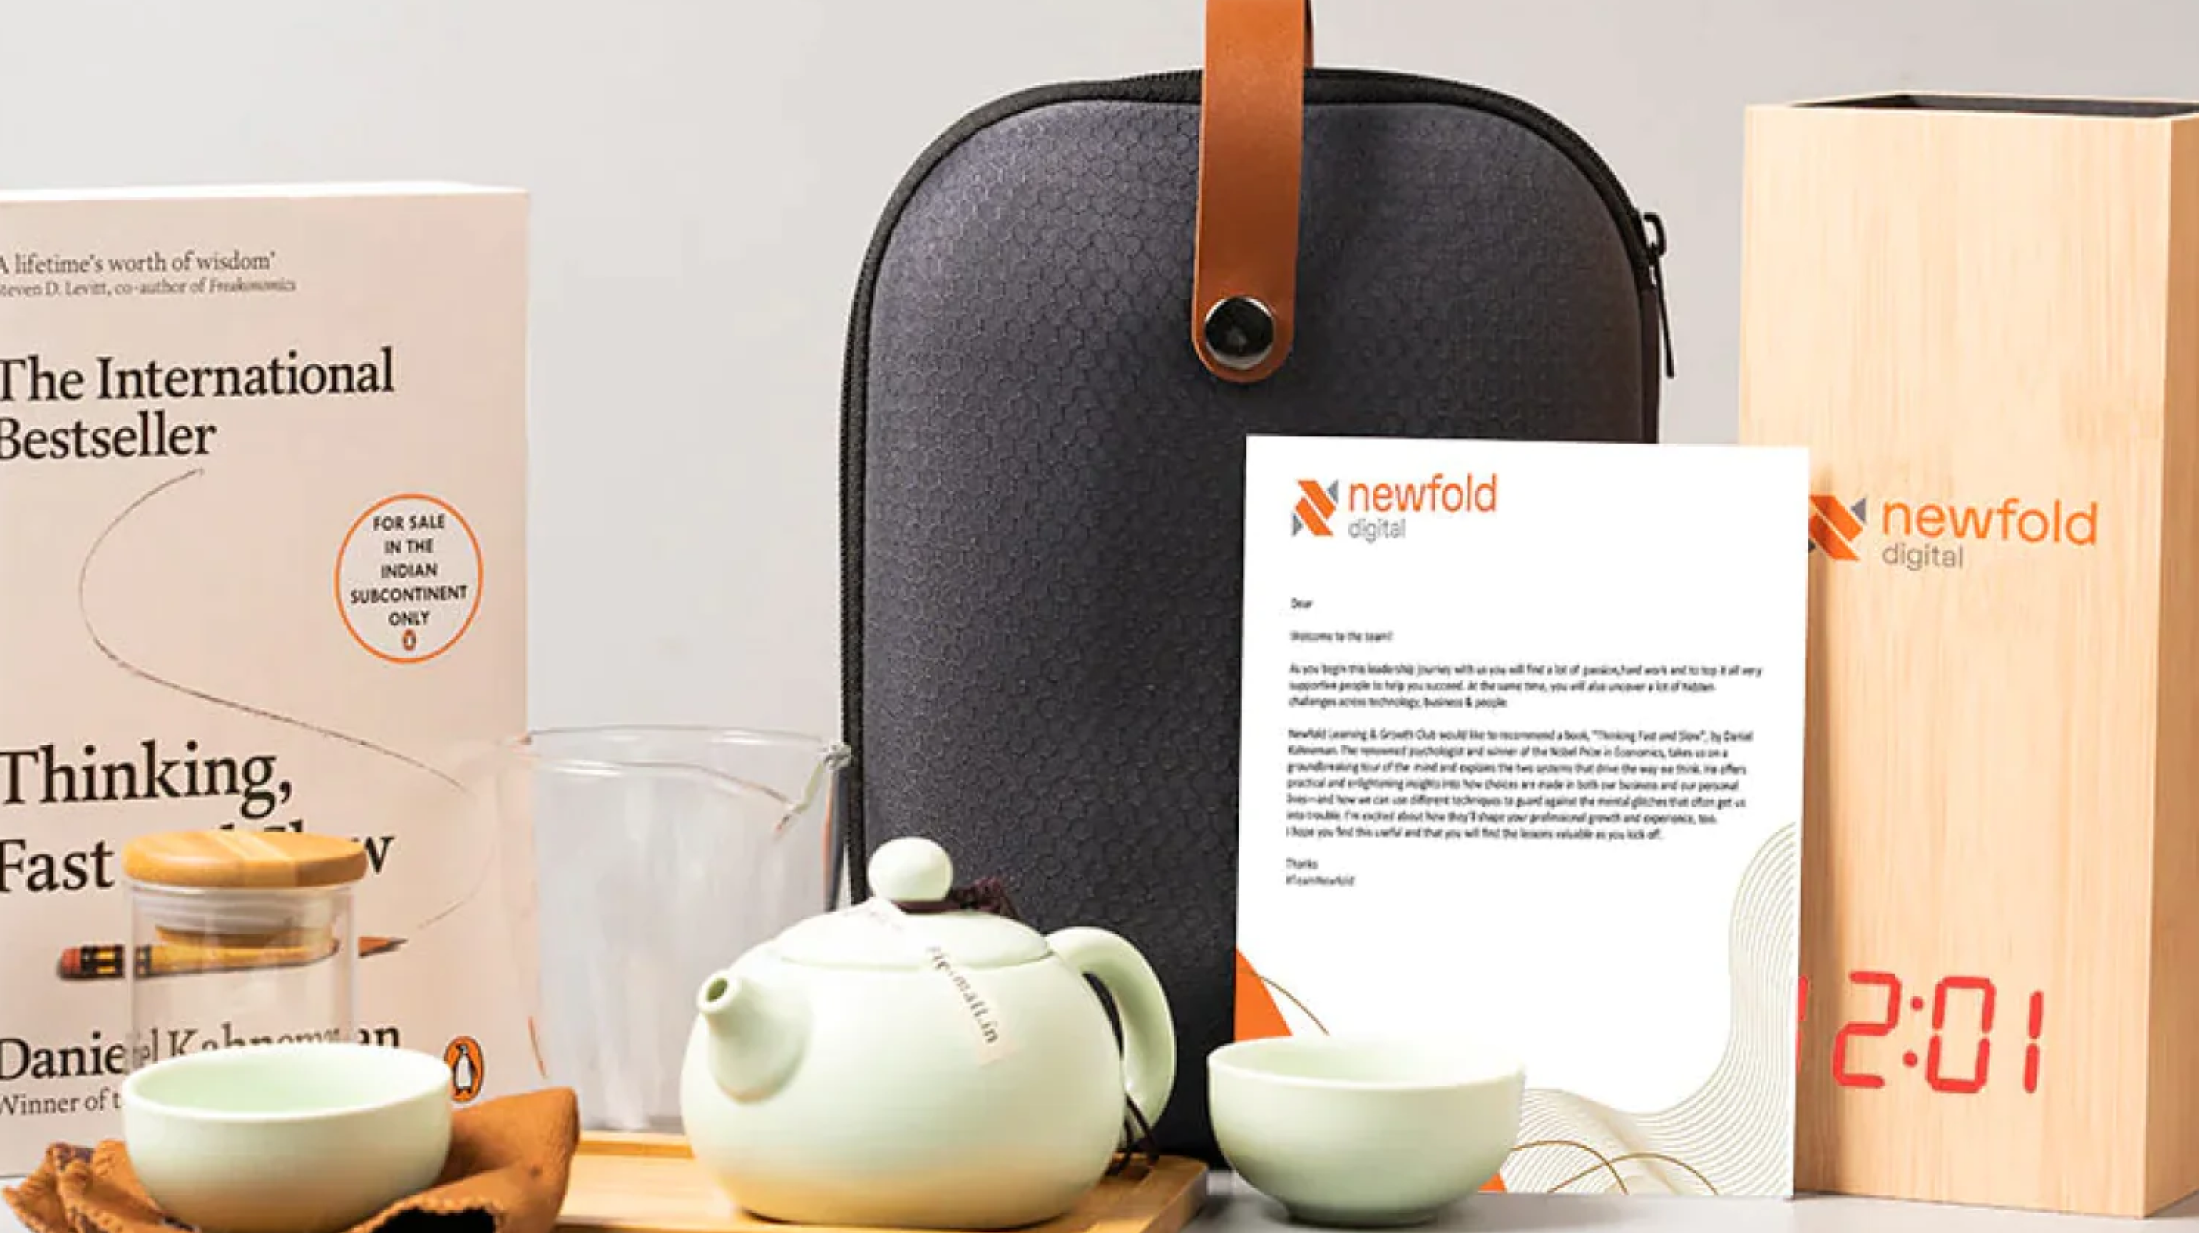 A lifetime's worth of wisdom'
Steven D. Levitt, co-author of Freakonomics
The International
Bestseller
FOR SALE
IN THE
INDIAN
SUBCONTINENT
ONLY
Thinking,
Fast
Daniel Kahneman
Winner of t
newfold
digital
Dear
Welcome to the team!
As you begin this leadership journey with us you will find a lot of passion,hard work and to top it all very
supportive people to help you succeed. At the same time, you will also uncover a lot of hidden
challenges across technology, business & people
Newfold Learning & Growth Club would like to recommend a book, "Thinking Fast and Slow", by Daniel
Kahneman. The renowned psychologist and winner of the Nobel Prize in Economics, takes us on a
groundbreaking tour of the mind and explains the two systems that drive the way we think. He offers
practical and enlightening insights into how choices are made in both our business and our personal
lives—and how we can use different techniques to guard against the mental glitches that often get us
into trouble. I'm excited about how they'll shape your professional growth and experience, too.
I hope you find this useful and that you will find the lessons valuable as you kick off.
Thanks
#TeamNewfold
newfold
digital
12:01